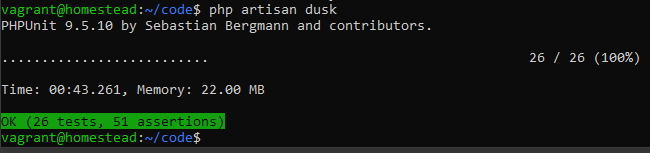 vagrant@homestead:~/code$ php artisan dusk
PHPUnit 9.5.10 by Sebastian Bergmann and contributors.
.......................... 26 / 26 (100%)
Time: 00:43.261, Memory: 22.00 MB
OK (26 tests, 51 assertions)
vagrant@homestead:~/code$